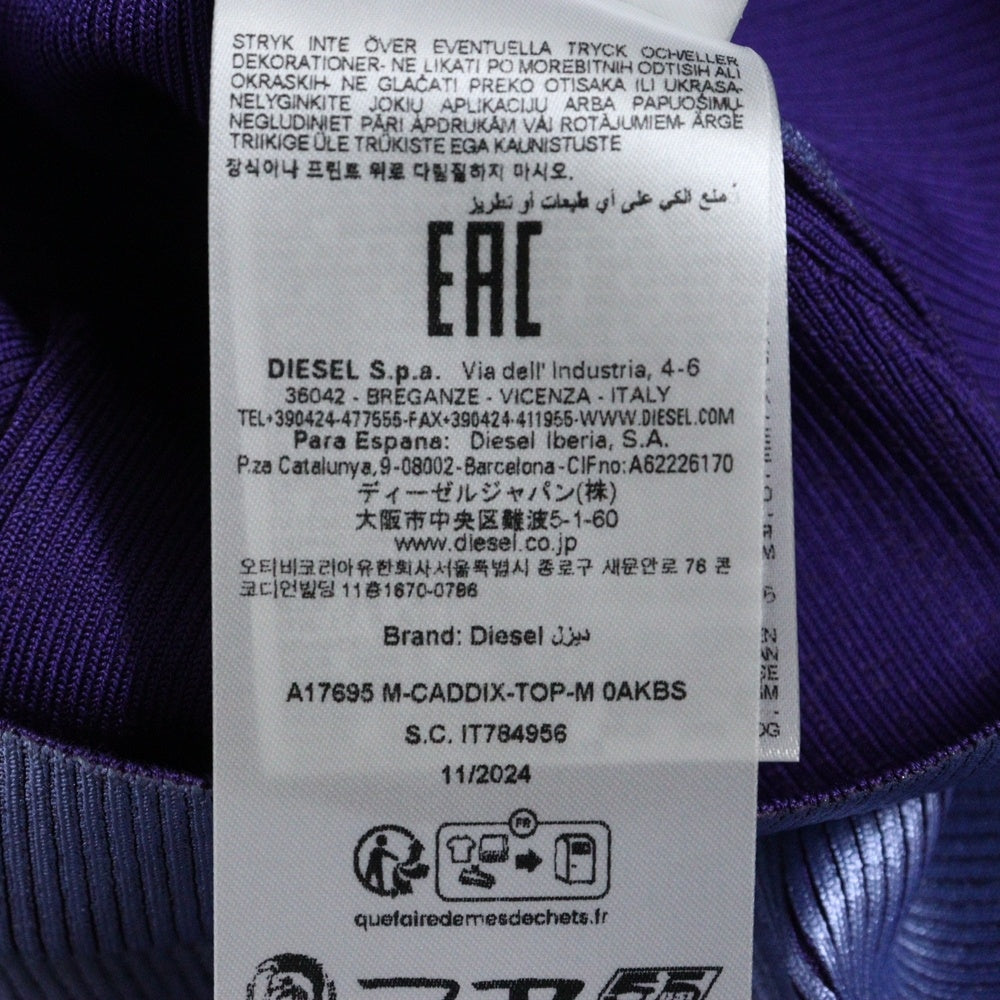 STRYK INTE ÖVER EVENTUELLA TRYCK OCH/ELLER
DEKORATIONER- NE LIKATI PO MOREBITNIH ODTISIH ALI
OKRASKIH- NE GLAČATI PREKO OTISAKA ILI UKRASA-
NELYGINKITE JOKIŲ APLIKACIJŲ ARBA PAPUOŠIMŲ-
NEGLUDINIET PĀRI APDRUKĀM VAI ROTĀJUMIEM- ÄRGE
TRIIKIGE ÜLE TRÜKISTE EGA KAUNISTUSTE
장식이나 프린트 위로 다림질하지 마시오.
منع الكي على أي طبعات أو تطريز
EAC
DIESEL S.p.a. Via dell' Industria, 4-6
36042 - BREGANZE - VICENZA - ITALY
TEL+390424-477555-FAX+390424-411955-WWW.DIESEL.COM
Para Espana: Diesel Iberia, S.A.
P.za Catalunya,9-08002-Barcelona-CIFno:A62226170
ディーゼルジャパン(株)
大阪市中央区難波5-1-60
www.diesel.co.jp
오티비코리아유한회사서울특별시 종로구 새문안로 76 콘
코디언빌딩 11층1670-0786
Brand: Diesel ديزل
A17695 M-CADDIX-TOP-M 0AKBS
S.C. IT784956
11/2024
FR
quefairedemesdechets.fr
55